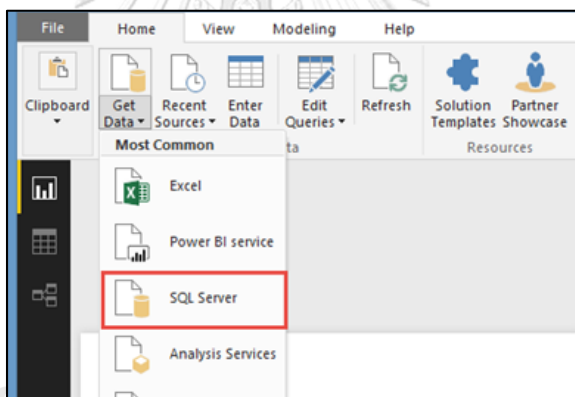 File Home View Modeling Help
Clipboard Get Recent Enter Edit Refresh Solution Partner
Data Sources Data Queries Templates Showcase
Most Common ta Resources
Excel
Power BI service
SQL Server
Analysis Services